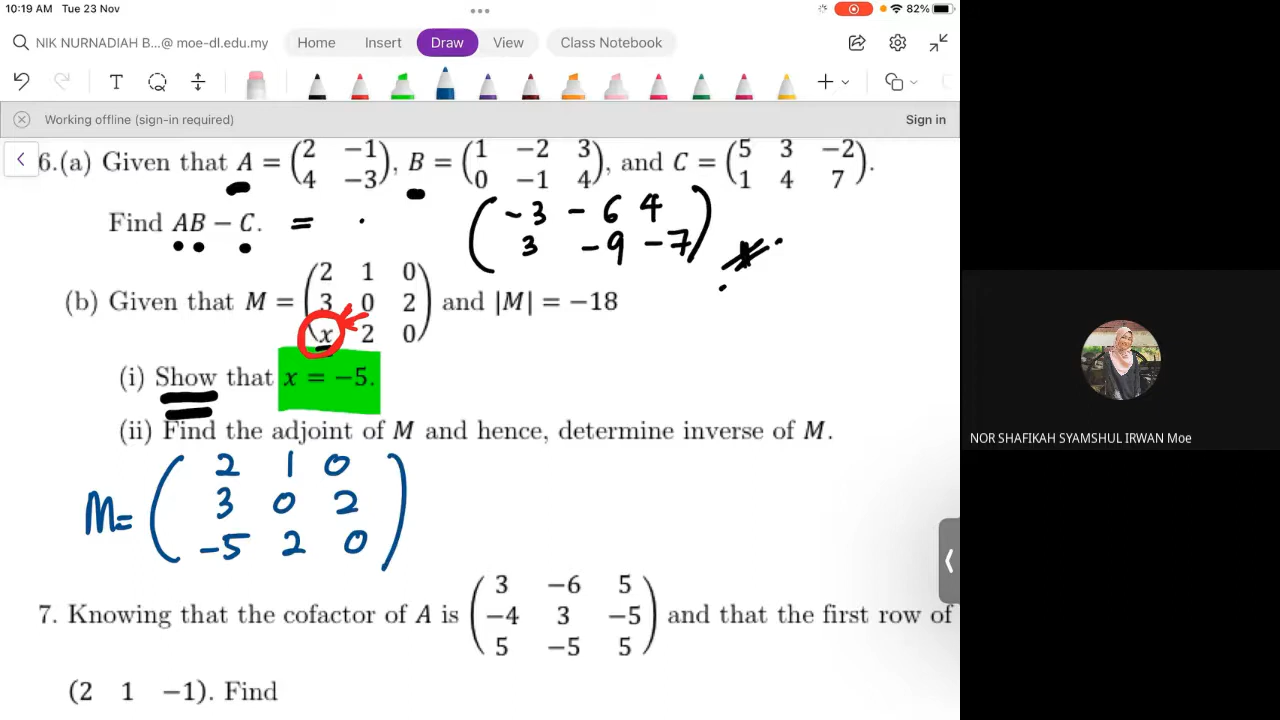 10:19 AM Tue 23 Nov 82%
NIK NURNADIAH B...@ moe-dl.edu.my Home Insert Draw View Class Notebook
T
Working offline (sign-in required) Sign in
6.(a) Given that A = (2 −1), B = (1 −2 3), and C = (5 3 −2).
4 −3 0 −1 4 1 4 7
Find AB − C. = (-3 -6 4
3 -9 -7)
(b) Given that M = (2 1 0
3 0 2
x 2 0) and |M| = −18
(i) Show that x = −5.
(ii) Find the adjoint of M and hence, determine inverse of M.
M= (2 1 0
3 0 2
-5 2 0)
7. Knowing that the cofactor of A is (3 −6 5
−4 3 −5
5 −5 5) and that the first row of
(2 1 −1). Find
NOR SHAFIKAH SYAMSHUL IRWAN Moe